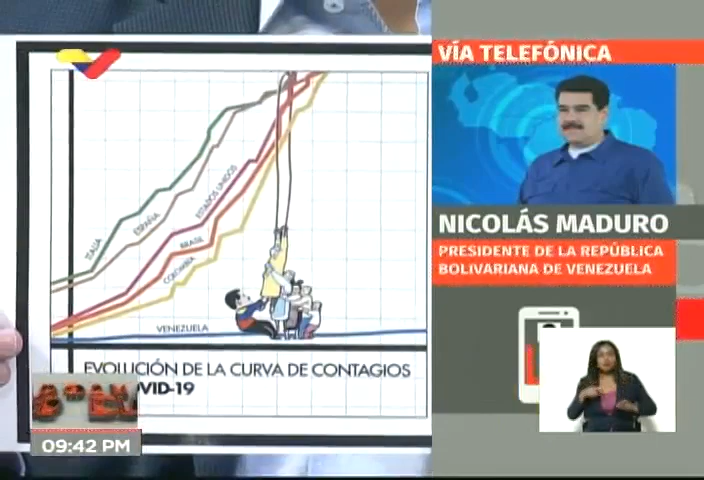 VÍA TELEFÓNICA
ITALIA
ESPAÑA
ESTADOS UNIDOS
BRASIL
COLOMBIA
VENEZUELA
EVOLUCIÓN DE LA CURVA DE CONTAGIOS
VID-19
NICOLÁS MADURO
PRESIDENTE DE LA REPÚBLICA
BOLIVARIANA DE VENEZUELA
09:42 PM